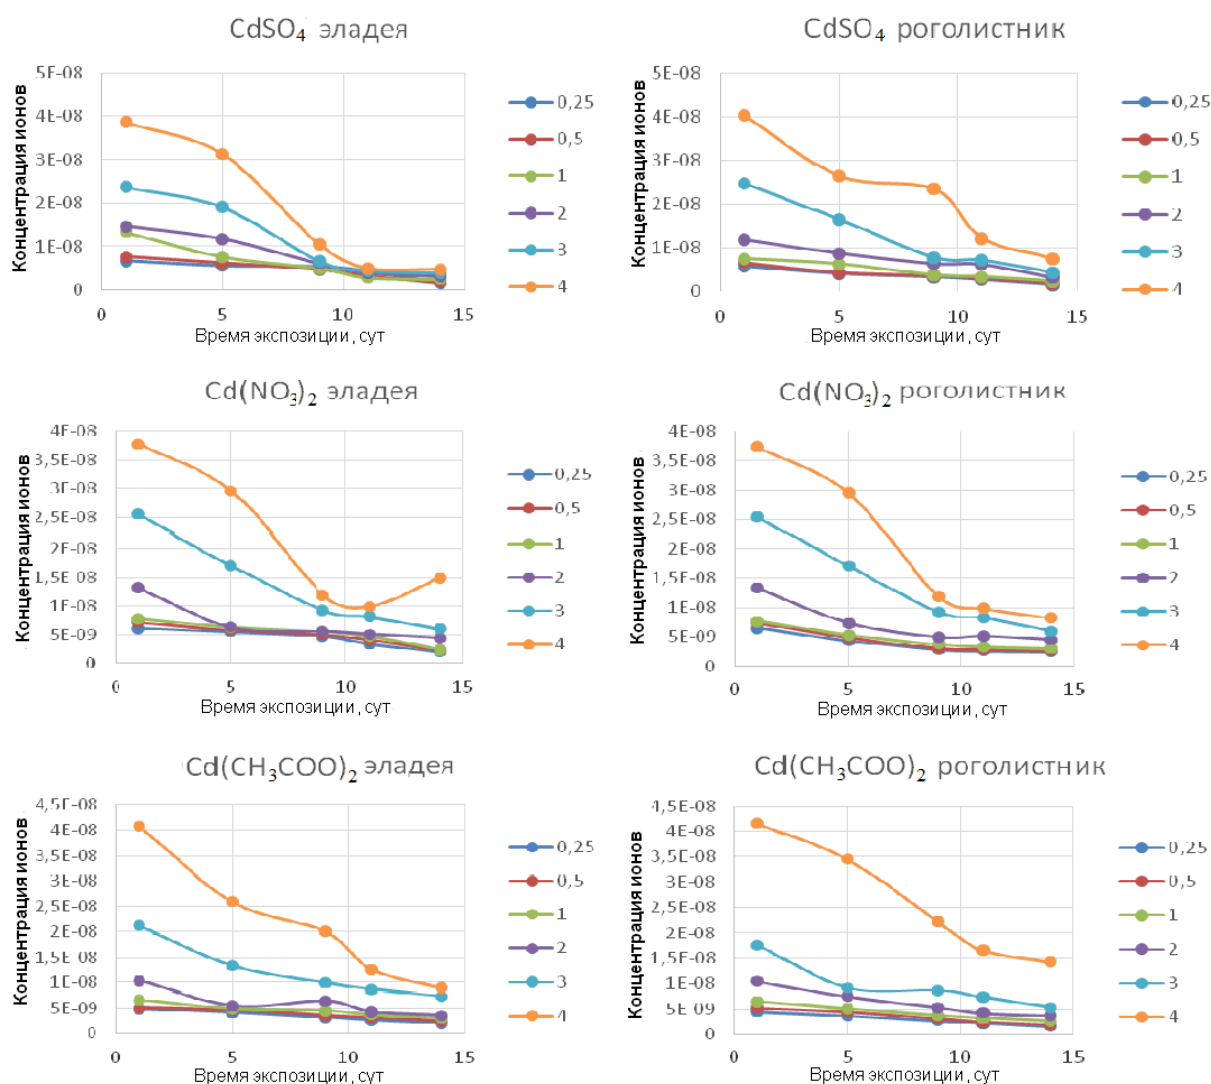 CdSO4 эладея
Концентрация ионов
5E-08
4E-08
3E-08
2E-08
1E-08
0
0 5 10 15
Время экспозиции, сут
0,25
0,5
1
2
3
4
CdSO4 роголистник
Концентрация ионов
5E-08
4E-08
3E-08
2E-08
1E-08
0
0 5 10 15
Время экспозиции, сут
0,25
0,5
1
2
3
4
Cd(NO3)2 эладея
Концентрация ионов
4F-08
3,5E-08
3E-08
2,5E-08
2E-08
1,5E-08
1E-08
5E-09
0
0 5 10 15
Время экспозиции, сут
0,25
0,5
1
2
3
4
Cd(NO3)2 роголистник
Концентрация ионов
4E-08
3,5E-08
3E-08
2,5E-08
2E-08
1,5E-08
1E-08
5E-09
0
0 5 10 15
Время экспозиции, сут
0,25
0,5
1
2
3
4
Cd(CH3COO)2 эладея
Концентрация ионов
4,5F-08
4E-08
3,5E-08
3E-08
2,5E-08
2E-08
1,5E-08
1E-08
5E-09
0
0 5 10 15
Время экспозиции, сут
0,25
0,5
1
2
3
4
Cd(CH3COO)2 роголистник
Концентрация ионов
4,5E-08
4E-08
3,5E-08
3E-08
2,5E-08
2E-08
1,5E-08
1E-08
5E-09
0
0 5 10 15
Время экспозиции, сут
0,25
0,5
1
2
3
4